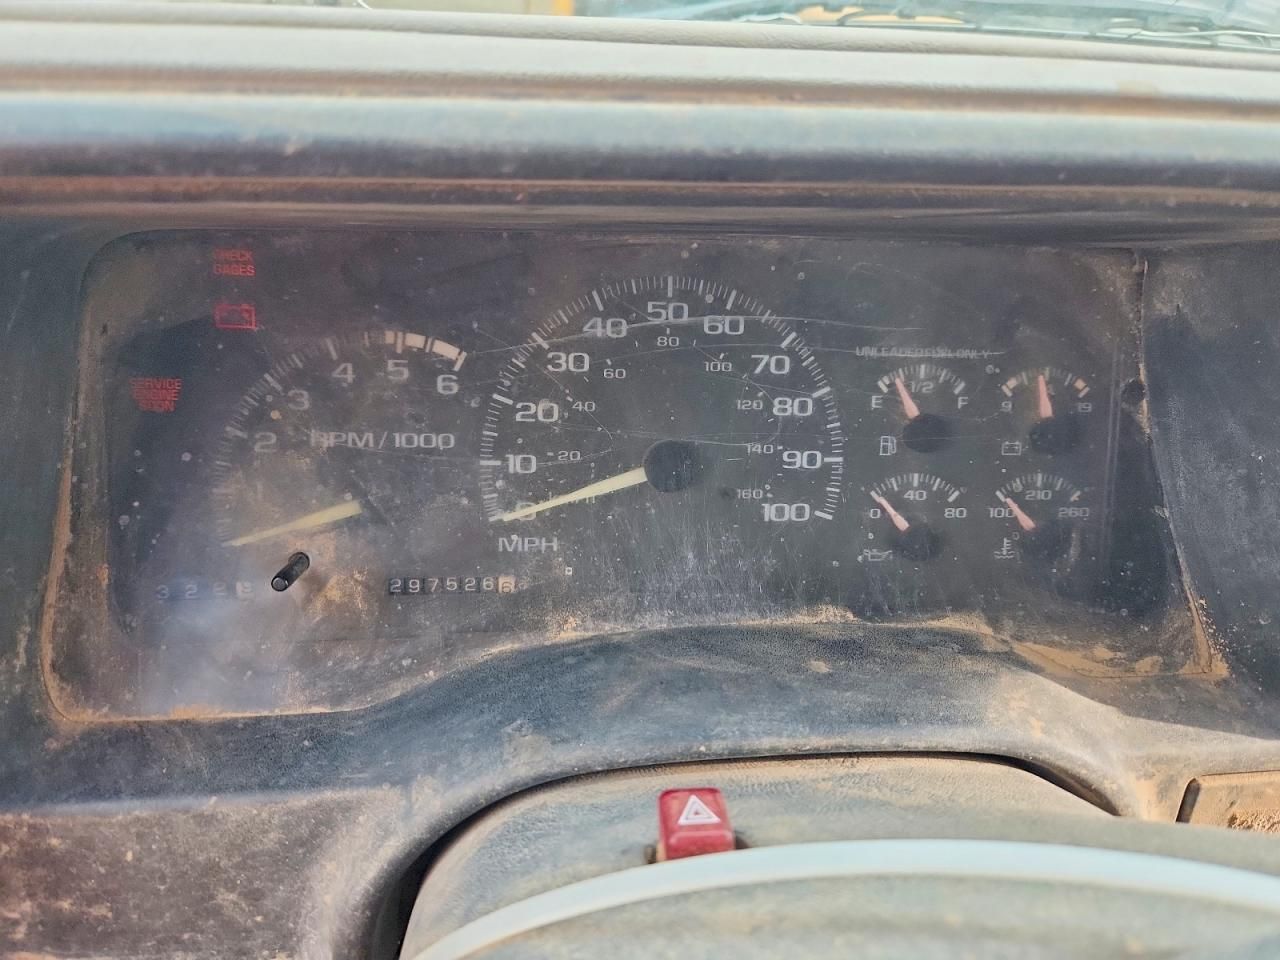 CHECK
GAGES
SERVICE
ENGINE
SOON
2 3 4 5 6
RPM/1000
0 10 20 30 40 50 60 70 80 90 100
20 40 60 80 100 120 140 160
MPH
UNLEADED FUEL ONLY
E 1/2 F
9 19
0 40 80
100 210 260
297526